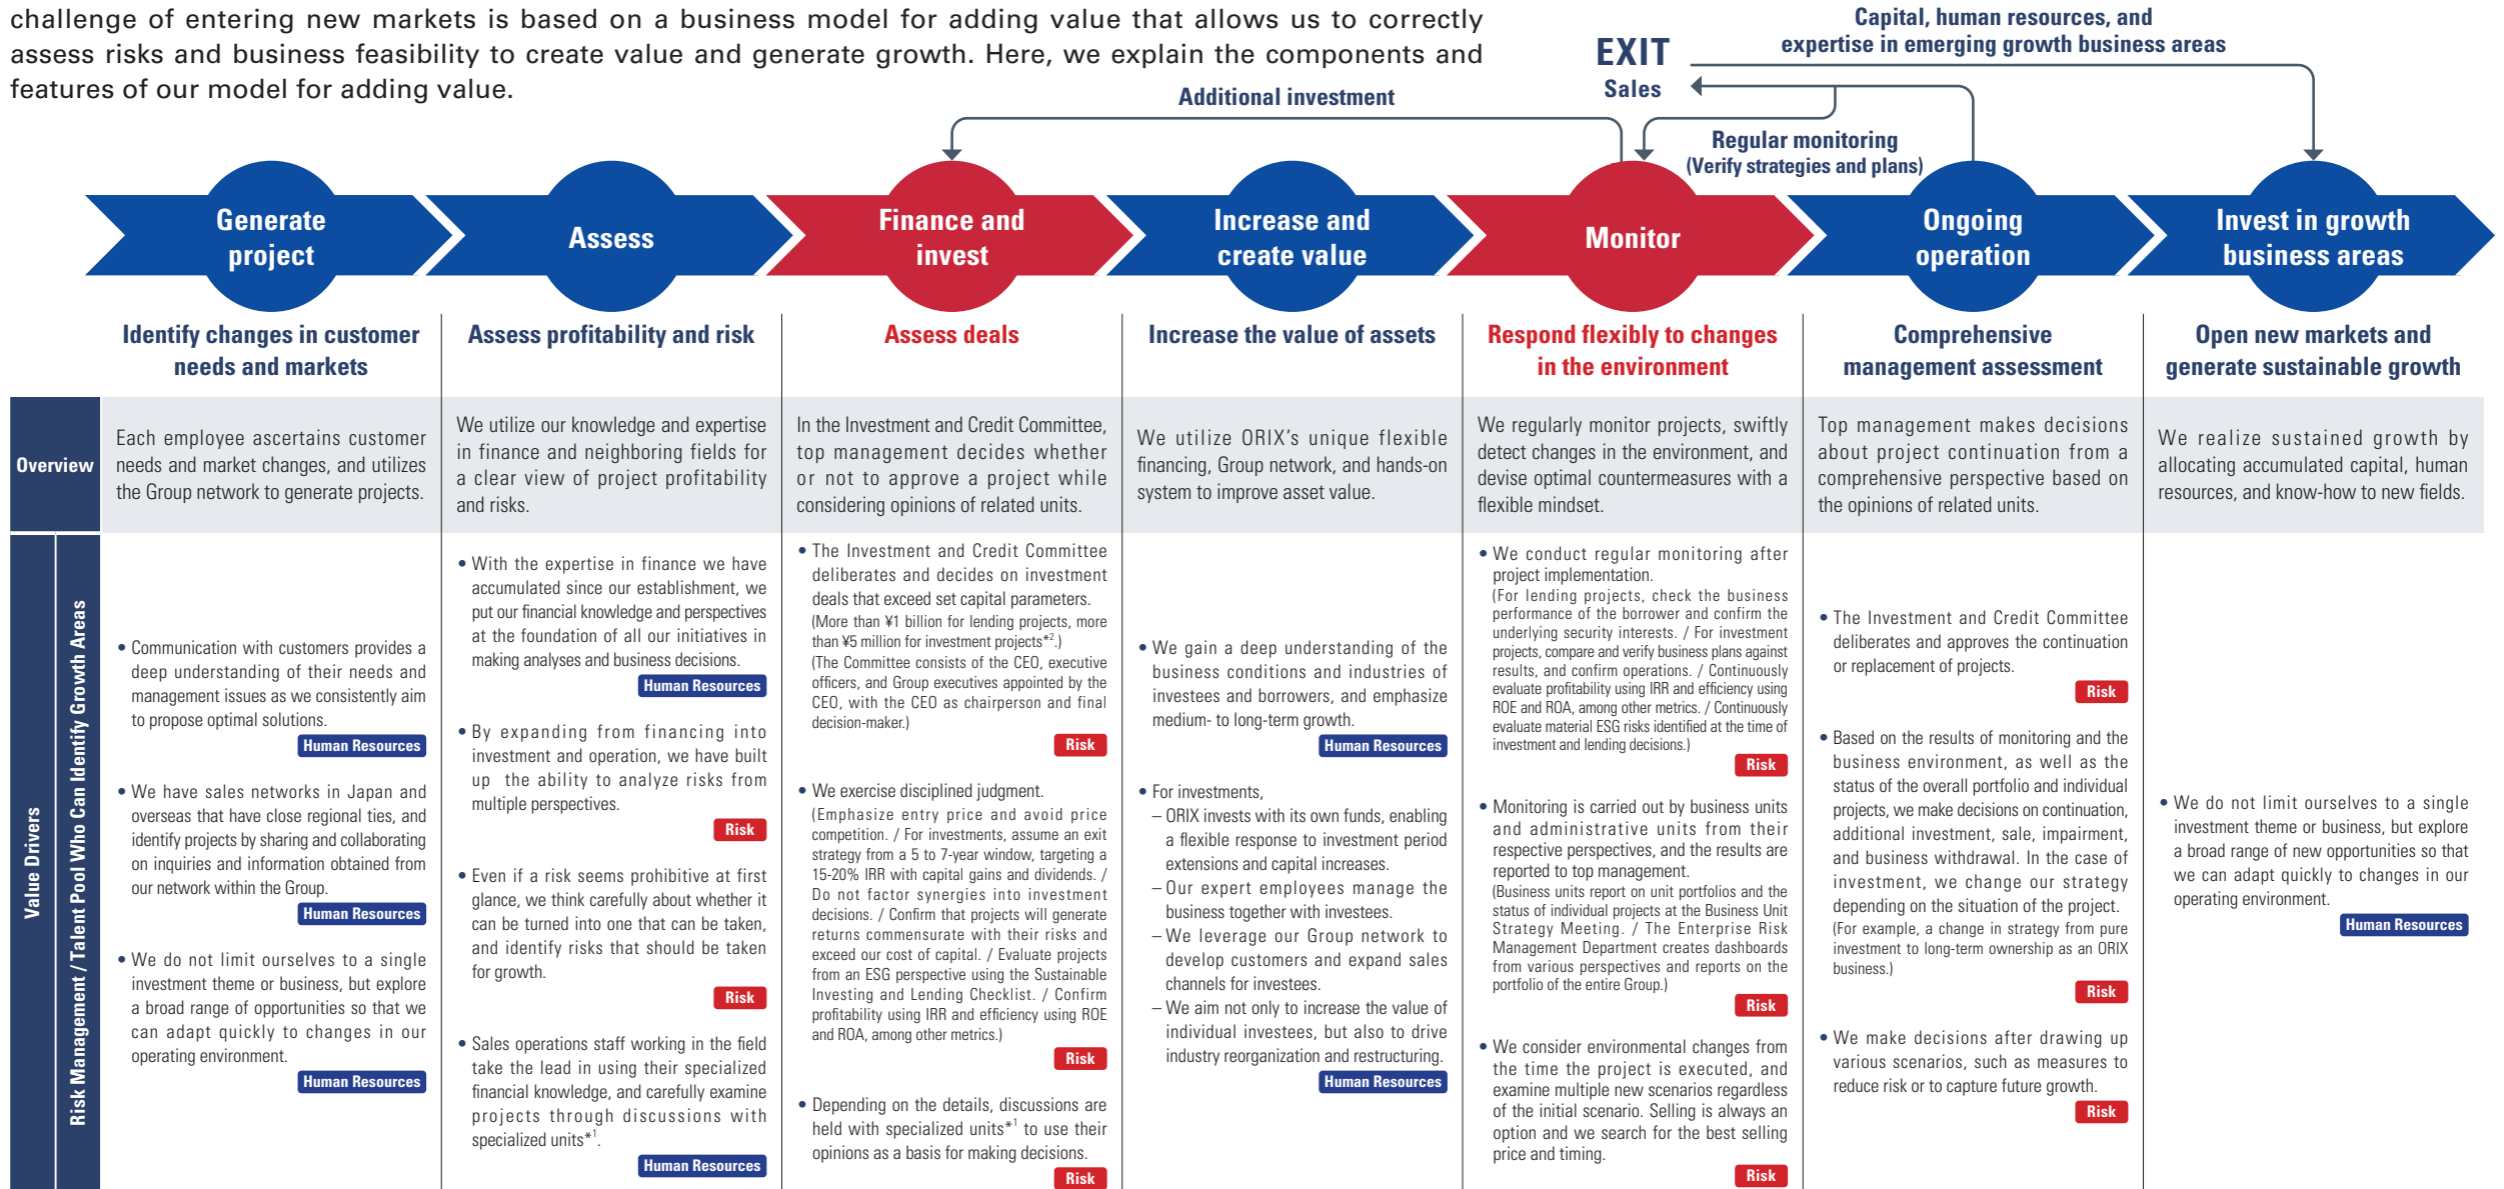 challenge of entering new markets is based on a business model for adding value that allows us to correctly
assess risks and business feasibility to create value and generate growth. Here, we explain the components and
features of our model for adding value.
Capital, human resources, and
expertise in emerging growth business areas
EXIT
Sales
Additional investment
Regular monitoring
(Verify strategies and plans)
Generate
project
Assess
Finance and
invest
Increase and
create value
Monitor
Ongoing
operation
Invest in growth
business areas
Identify changes in customer
needs and markets
Assess profitability and risk
Assess deals
Increase the value of assets
Respond flexibly to changes
in the environment
Comprehensive
management assessment
Open new markets and
generate sustainable growth
Overview
Each employee ascertains customer
needs and market changes, and utilizes
the Group network to generate projects.
We utilize our knowledge and expertise
in finance and neighboring fields for
a clear view of project profitability
and risks.
In the Investment and Credit Committee,
top management decides whether
or not to approve a project while
considering opinions of related units.
We utilize ORIX's unique flexible
financing, Group network, and hands-on
system to improve asset value.
We regularly monitor projects, swiftly
detect changes in the environment, and
devise optimal countermeasures with a
flexible mindset.
Top management makes decisions
about project continuation from a
comprehensive perspective based on
the opinions of related units.
We realize sustained growth by
allocating accumulated capital, human
resources, and know-how to new fields.
Value Drivers
Risk Management / Talent Pool Who Can Identify Growth Areas
• Communication with customers provides a
deep understanding of their needs and
management issues as we consistently aim
to propose optimal solutions.
Human Resources
• We have sales networks in Japan and
overseas that have close regional ties, and
identify projects by sharing and collaborating
on inquiries and information obtained from
our network within the Group.
Human Resources
• We do not limit ourselves to a single
investment theme or business, but explore
a broad range of opportunities so that we
can adapt quickly to changes in our
operating environment.
Human Resources
• With the expertise in finance we have
accumulated since our establishment, we
put our financial knowledge and perspectives
at the foundation of all our initiatives in
making analyses and business decisions.
Human Resources
• By expanding from financing into
investment and operation, we have built
up the ability to analyze risks from
multiple perspectives.
Risk
• Even if a risk seems prohibitive at first
glance, we think carefully about whether it
can be turned into one that can be taken,
and identify risks that should be taken
for growth.
Risk
• Sales operations staff working in the field
take the lead in using their specialized
financial knowledge, and carefully examine
projects through discussions with
specialized units*1.
Human Resources
• The Investment and Credit Committee
deliberates and decides on investment
deals that exceed set capital parameters.
(More than ¥1 billion for lending projects, more
than ¥5 million for investment projects*2.)
(The Committee consists of the CEO, executive
officers, and Group executives appointed by the
CEO, with the CEO as chairperson and final
decision-maker.)
Risk
• We exercise disciplined judgment.
(Emphasize entry price and avoid price
competition. / For investments, assume an exit
strategy from a 5 to 7-year window, targeting a
15-20% IRR with capital gains and dividends. /
Do not factor synergies into investment
decisions. / Confirm that projects will generate
returns commensurate with their risks and
exceed our cost of capital. / Evaluate projects
from an ESG perspective using the Sustainable
Investing and Lending Checklist. / Confirm
profitability using IRR and efficiency using ROE
and ROA, among other metrics.)
Risk
• Depending on the details, discussions are
held with specialized units*1 to use their
opinions as a basis for making decisions.
Risk
• We gain a deep understanding of the
business conditions and industries of
investees and borrowers, and emphasize
medium- to long-term growth.
Human Resources
• For investments,
– ORIX invests with its own funds, enabling
a flexible response to investment period
extensions and capital increases.
– Our expert employees manage the
business together with investees.
– We leverage our Group network to
develop customers and expand sales
channels for investees.
– We aim not only to increase the value of
individual investees, but also to drive
industry reorganization and restructuring.
Human Resources
• We conduct regular monitoring after
project implementation.
(For lending projects, check the business
performance of the borrower and confirm the
underlying security interests. / For investment
projects, compare and verify business plans against
results, and confirm operations. / Continuously
evaluate profitability using IRR and efficiency using
ROE and ROA, among other metrics. / Continuously
evaluate material ESG risks identified at the time of
investment and lending decisions.)
Risk
• Monitoring is carried out by business units
and administrative units from their
respective perspectives, and the results are
reported to top management.
(Business units report on unit portfolios and the
status of individual projects at the Business Unit
Strategy Meeting. / The Enterprise Risk
Management Department creates dashboards
from various perspectives and reports on the
portfolio of the entire Group.)
Risk
• We consider environmental changes from
the time the project is executed, and
examine multiple new scenarios regardless
of the initial scenario. Selling is always an
option and we search for the best selling
price and timing.
Risk
• The Investment and Credit Committee
deliberates and approves the continuation
or replacement of projects.
Risk
• Based on the results of monitoring and the
business environment, as well as the
status of the overall portfolio and individual
projects, we make decisions on continuation,
additional investment, sale, impairment,
and business withdrawal. In the case of
investment, we change our strategy
depending on the situation of the project.
(For example, a change in strategy from pure
investment to long-term ownership as an ORIX
business.)
Risk
• We make decisions after drawing up
various scenarios, such as measures to
reduce risk or to capture future growth.
Risk
• We do not limit ourselves to a single
investment theme or business, but explore
a broad range of new opportunities so that
we can adapt quickly to changes in our
operating environment.
Human Resources